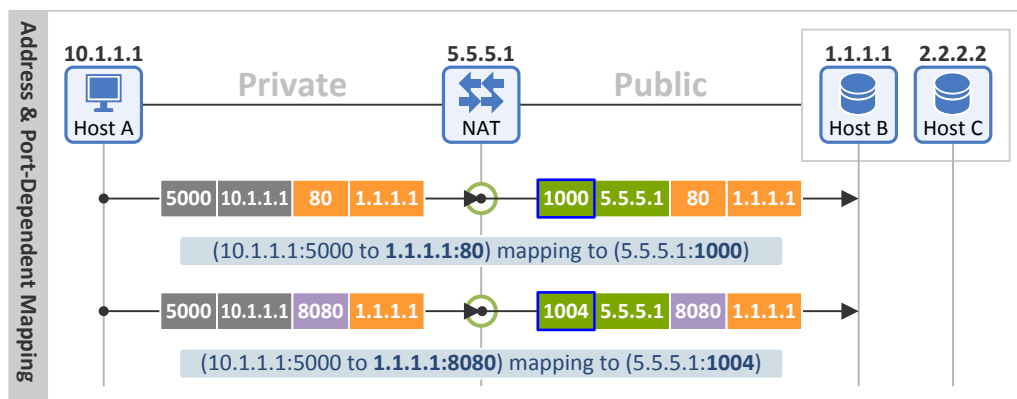 Address & Port-Dependent Mapping
10.1.1.1
5.5.5.1
1.1.1.1
2.2.2.2
Private
Public
Host A
NAT
Host B
Host C
5000 10.1.1.1 80 1.1.1.1
1000 5.5.5.1 80 1.1.1.1
(10.1.1.1:5000 to 1.1.1.1:80) mapping to (5.5.5.1:1000)
5000 10.1.1.1 8080 1.1.1.1
1004 5.5.5.1 8080 1.1.1.1
(10.1.1.1:5000 to 1.1.1.1:8080) mapping to (5.5.5.1:1004)